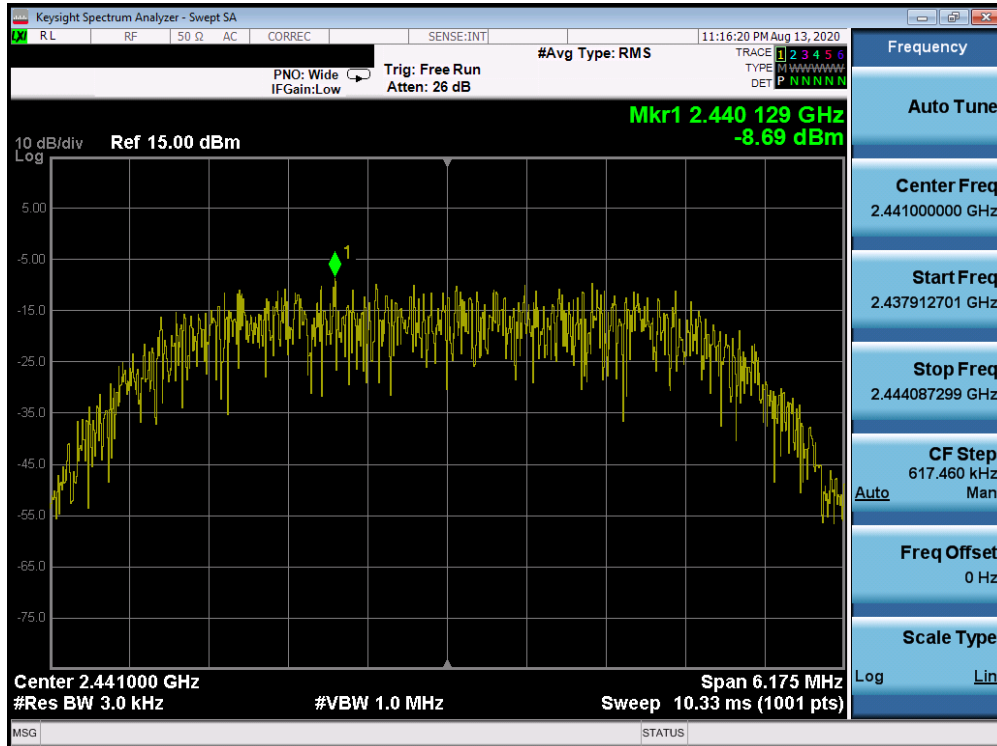 Keysight Spectrum Analyzer - Swept SA
LXI RL RF 50 Ω AC CORREC SENSE:INT 11:16:20 PM Aug 13, 2020
#Avg Type: RMS
TRACE 1 2 3 4 5 6
PNO: Wide Trig: Free Run
TYPE M W W W W W
IFGain:Low Atten: 26 dB
DET P N N N N N
Mkr1 2.440 129 GHz
-8.69 dBm
10 dB/div Ref 15.00 dBm
Log
5.00
-5.00
1
-15.0
-25.0
-35.0
-45.0
-55.0
-65.0
-75.0
Center 2.441000 GHz Span 6.175 MHz
#Res BW 3.0 kHz #VBW 1.0 MHz Sweep 10.33 ms (1001 pts)
MSG STATUS
Frequency
Auto Tune
Center Freq
2.441000000 GHz
Start Freq
2.437912701 GHz
Stop Freq
2.444087299 GHz
CF Step
617.460 kHz
Auto Man
Freq Offset
0 Hz
Scale Type
Log Lin